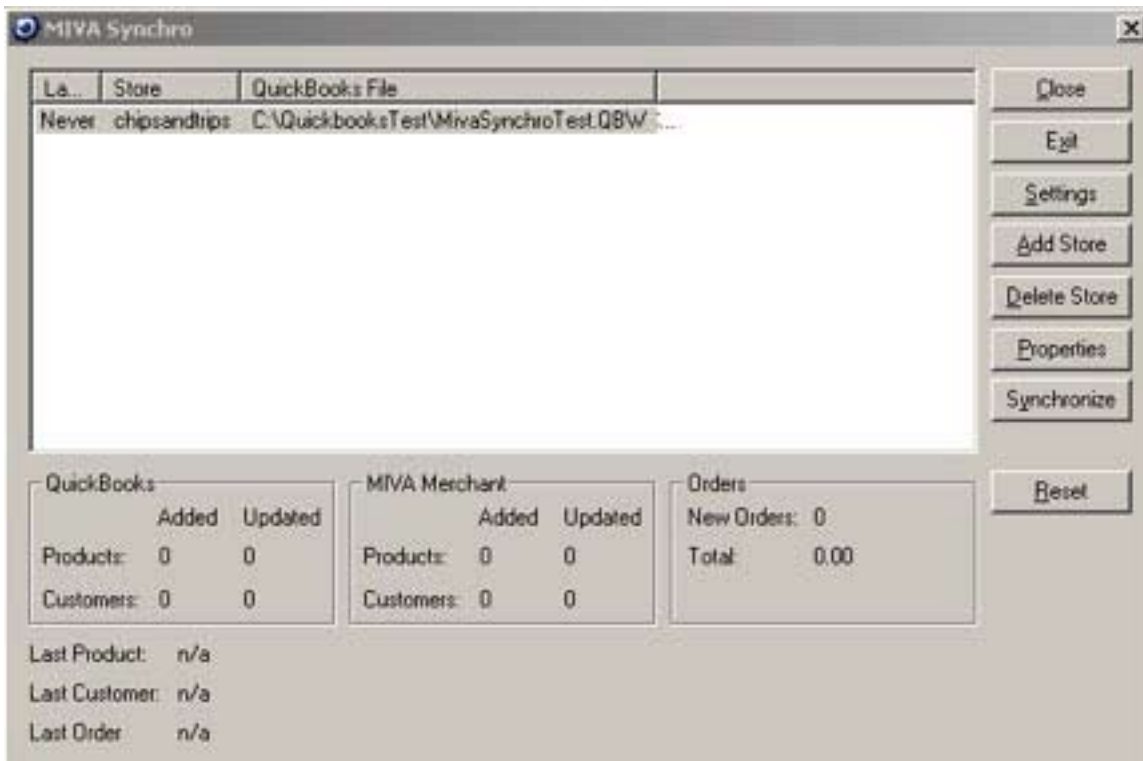 MIVA Synchro
La... Store QuickBooks File
Never chipsandtrips C:\QuickbooksTest\MivaSynchroTest.QBW ....
Close
Exit
Settings
Add Store
Delete Store
Properties
Synchronize
Reset
QuickBooks
Added Updated
Products: 0 0
Customers: 0 0
MIVA Merchant
Added Updated
Products: 0 0
Customers: 0 0
Orders
New Orders: 0
Total: 0.00
Last Product: n/a
Last Customer: n/a
Last Order n/a